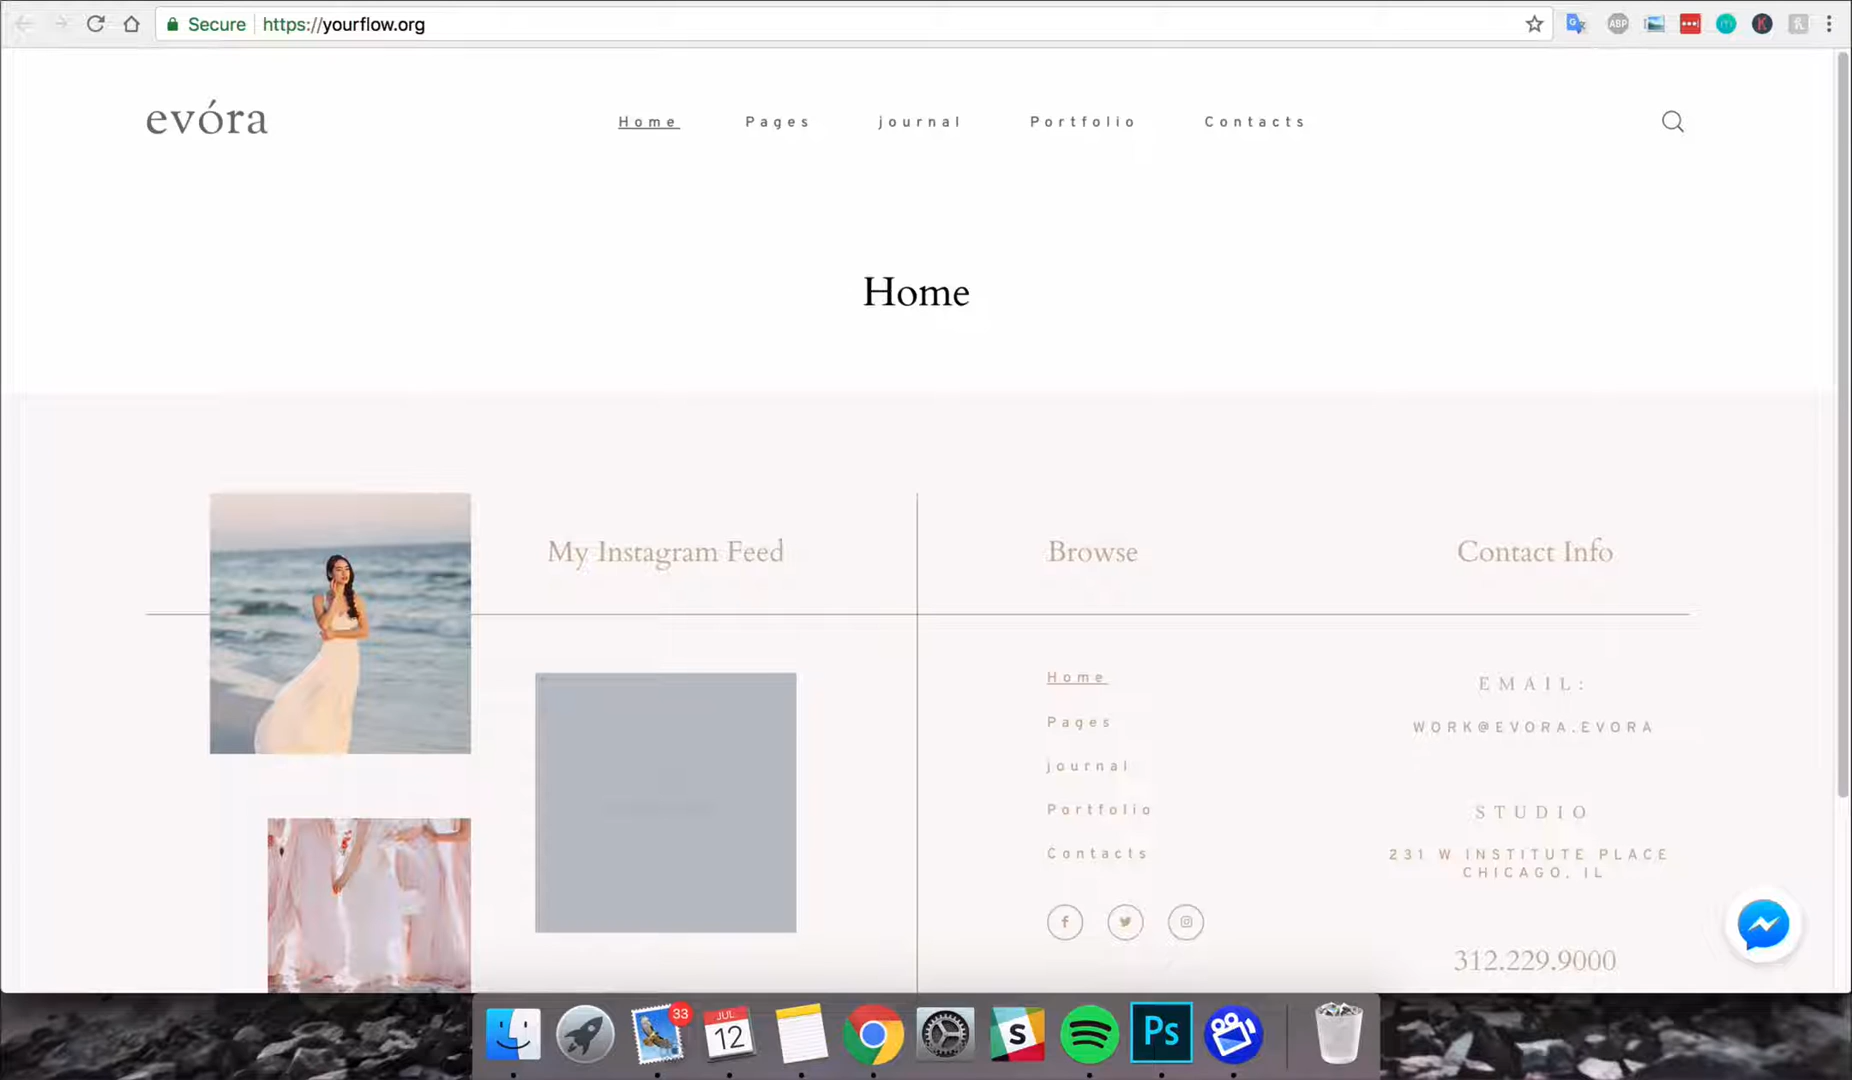 Secure https://yourflow.org
ABP
evóra
Home Pages journal Portfolio Contacts
Home
My Instagram Feed
Browse
Contact Info
Home
Pages
journal
Portfolio
Contacts
EMAIL:
WORK@EVORA.EVORA
STUDIO
231 W INSTITUTE PLACE
CHICAGO, IL
312.229.9000
33
JUL
12
S
Ps